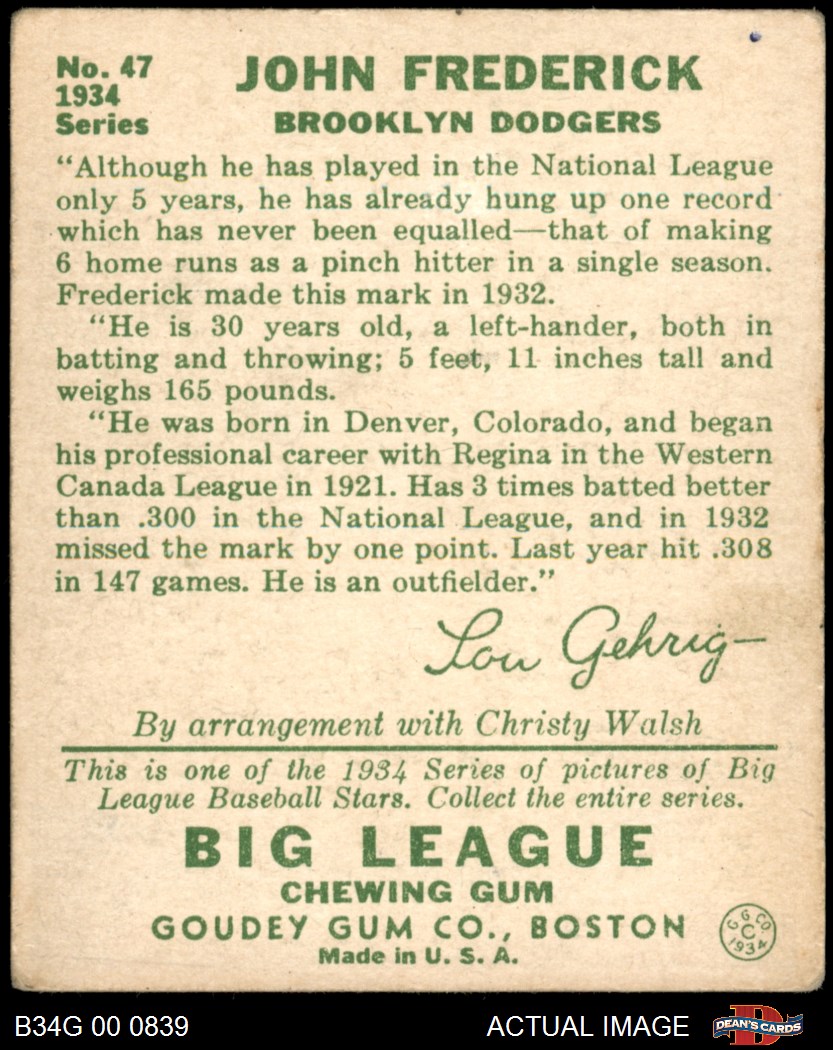 No. 47
1934
Series
JOHN FREDERICK
BROOKLYN DODGERS
“Although he has played in the National League
only 5 years, he has already hung up one record
which has never been equalled—that of making
6 home runs as a pinch hitter in a single season.
Frederick made this mark in 1932.
“He is 30 years old, a left-hander, both in
batting and throwing; 5 feet, 11 inches tall and
weighs 165 pounds.
“He was born in Denver, Colorado, and began
his professional career with Regina in the Western
Canada League in 1921. Has 3 times batted better
than .300 in the National League, and in 1932
missed the mark by one point. Last year hit .308
in 147 games. He is an outfielder.”
Lou Gehrig—
By arrangement with Christy Walsh
This is one of the 1934 Series of pictures of Big
League Baseball Stars. Collect the entire series.
BIG LEAGUE
CHEWING GUM
GOUDEY GUM CO., BOSTON
Made in U. S. A.
G G CO.
C
1934
B34G 00 0839
ACTUAL IMAGE
D
DEAN'S CARDS